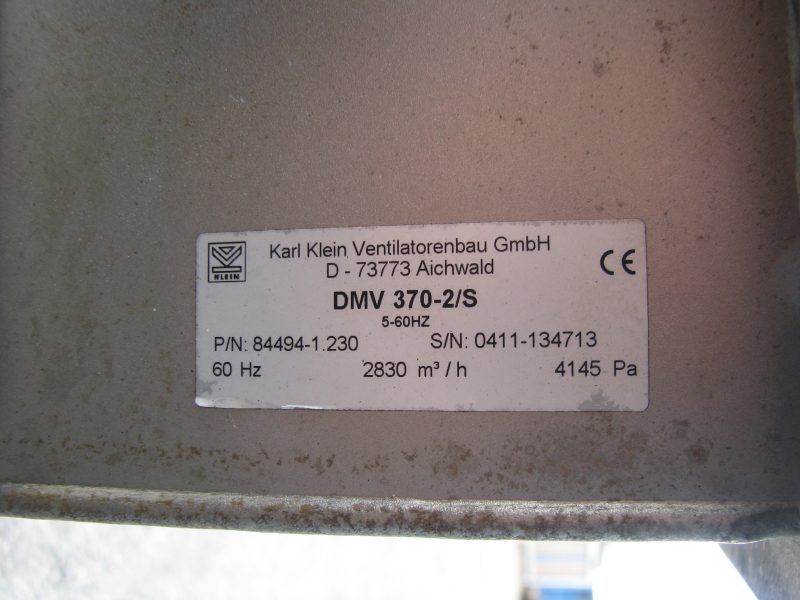 KLEIN
Karl Klein Ventilatorenbau GmbH
D - 73773 Aichwald
CE
DMV 370-2/S
5-60HZ
P/N: 84494-1.230 S/N: 0411-134713
60 Hz 2830 m³ / h 4145 Pa